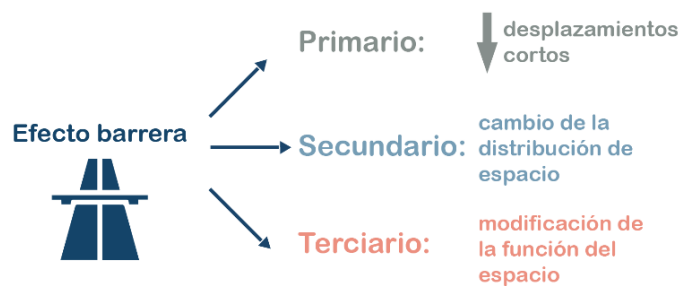 Efecto barrera
Primario:
desplazamientos
cortos
Secundario:
cambio de la
distribución de
espacio
Terciario:
modificación de
la función del
espacio